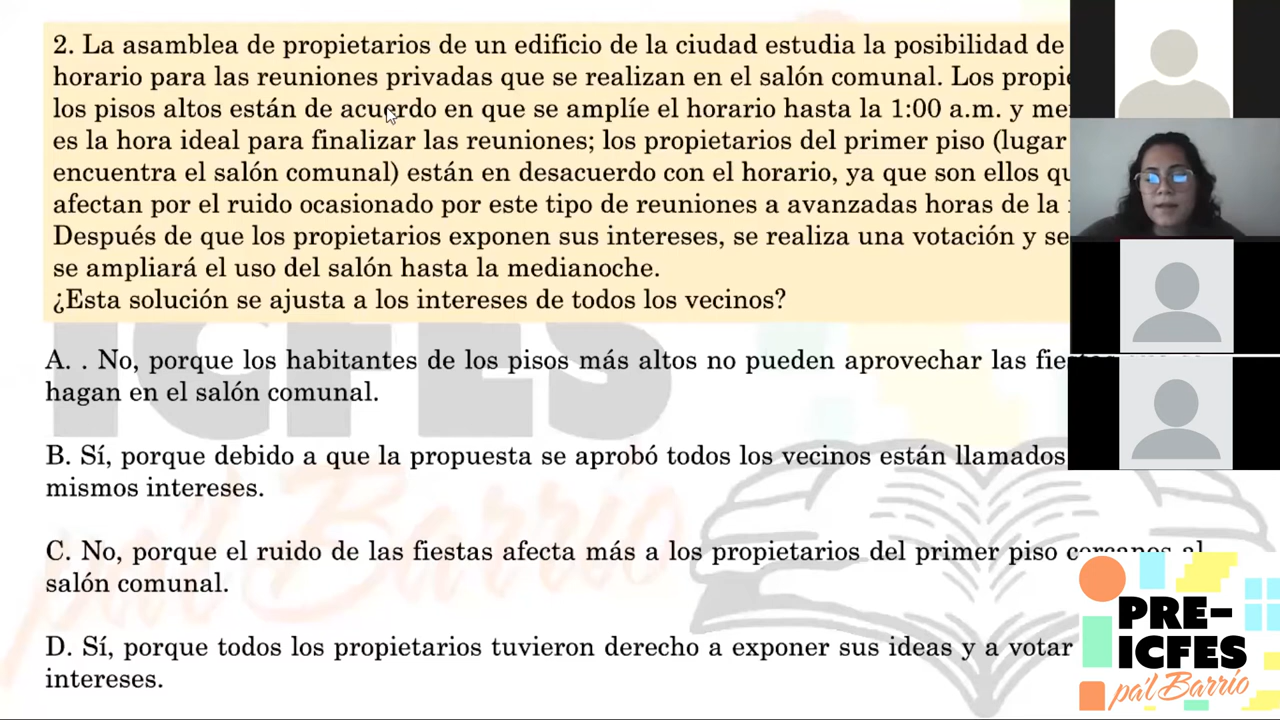 2. La asamblea de propietarios de un edificio de la ciudad estudia la posibilidad de
horario para las reuniones privadas que se realizan en el salón comunal. Los
los pisos altos están de acuerdo en que se amplíe el horario hasta la 1:00 a.m. y
es la hora ideal para finalizar las reuniones; los propietarios del primer piso (lugar
encuentra el salón comunal) están en desacuerdo con el horario, ya que son ellos
afectan por el ruido ocasionado por este tipo de reuniones a avanzadas horas de la
Después de que los propietarios exponen sus intereses, se realiza una votación y se
se ampliará el uso del salón hasta la medianoche.
¿Esta solución se ajusta a los intereses de todos los vecinos?
A. . No, porque los habitantes de los pisos más altos no pueden aprovechar las
hagan en el salón comunal.
B. Sí, porque debido a que la propuesta se aprobó todos los vecinos están llamados
mismos intereses.
C. No, porque el ruido de las fiestas afecta más a los propietarios del primer piso cercanos al
salón comunal.
D. Sí, porque todos los propietarios tuvieron derecho a exponer sus ideas y a votar
intereses.
PRE-
ICFES
pa'l Barrio